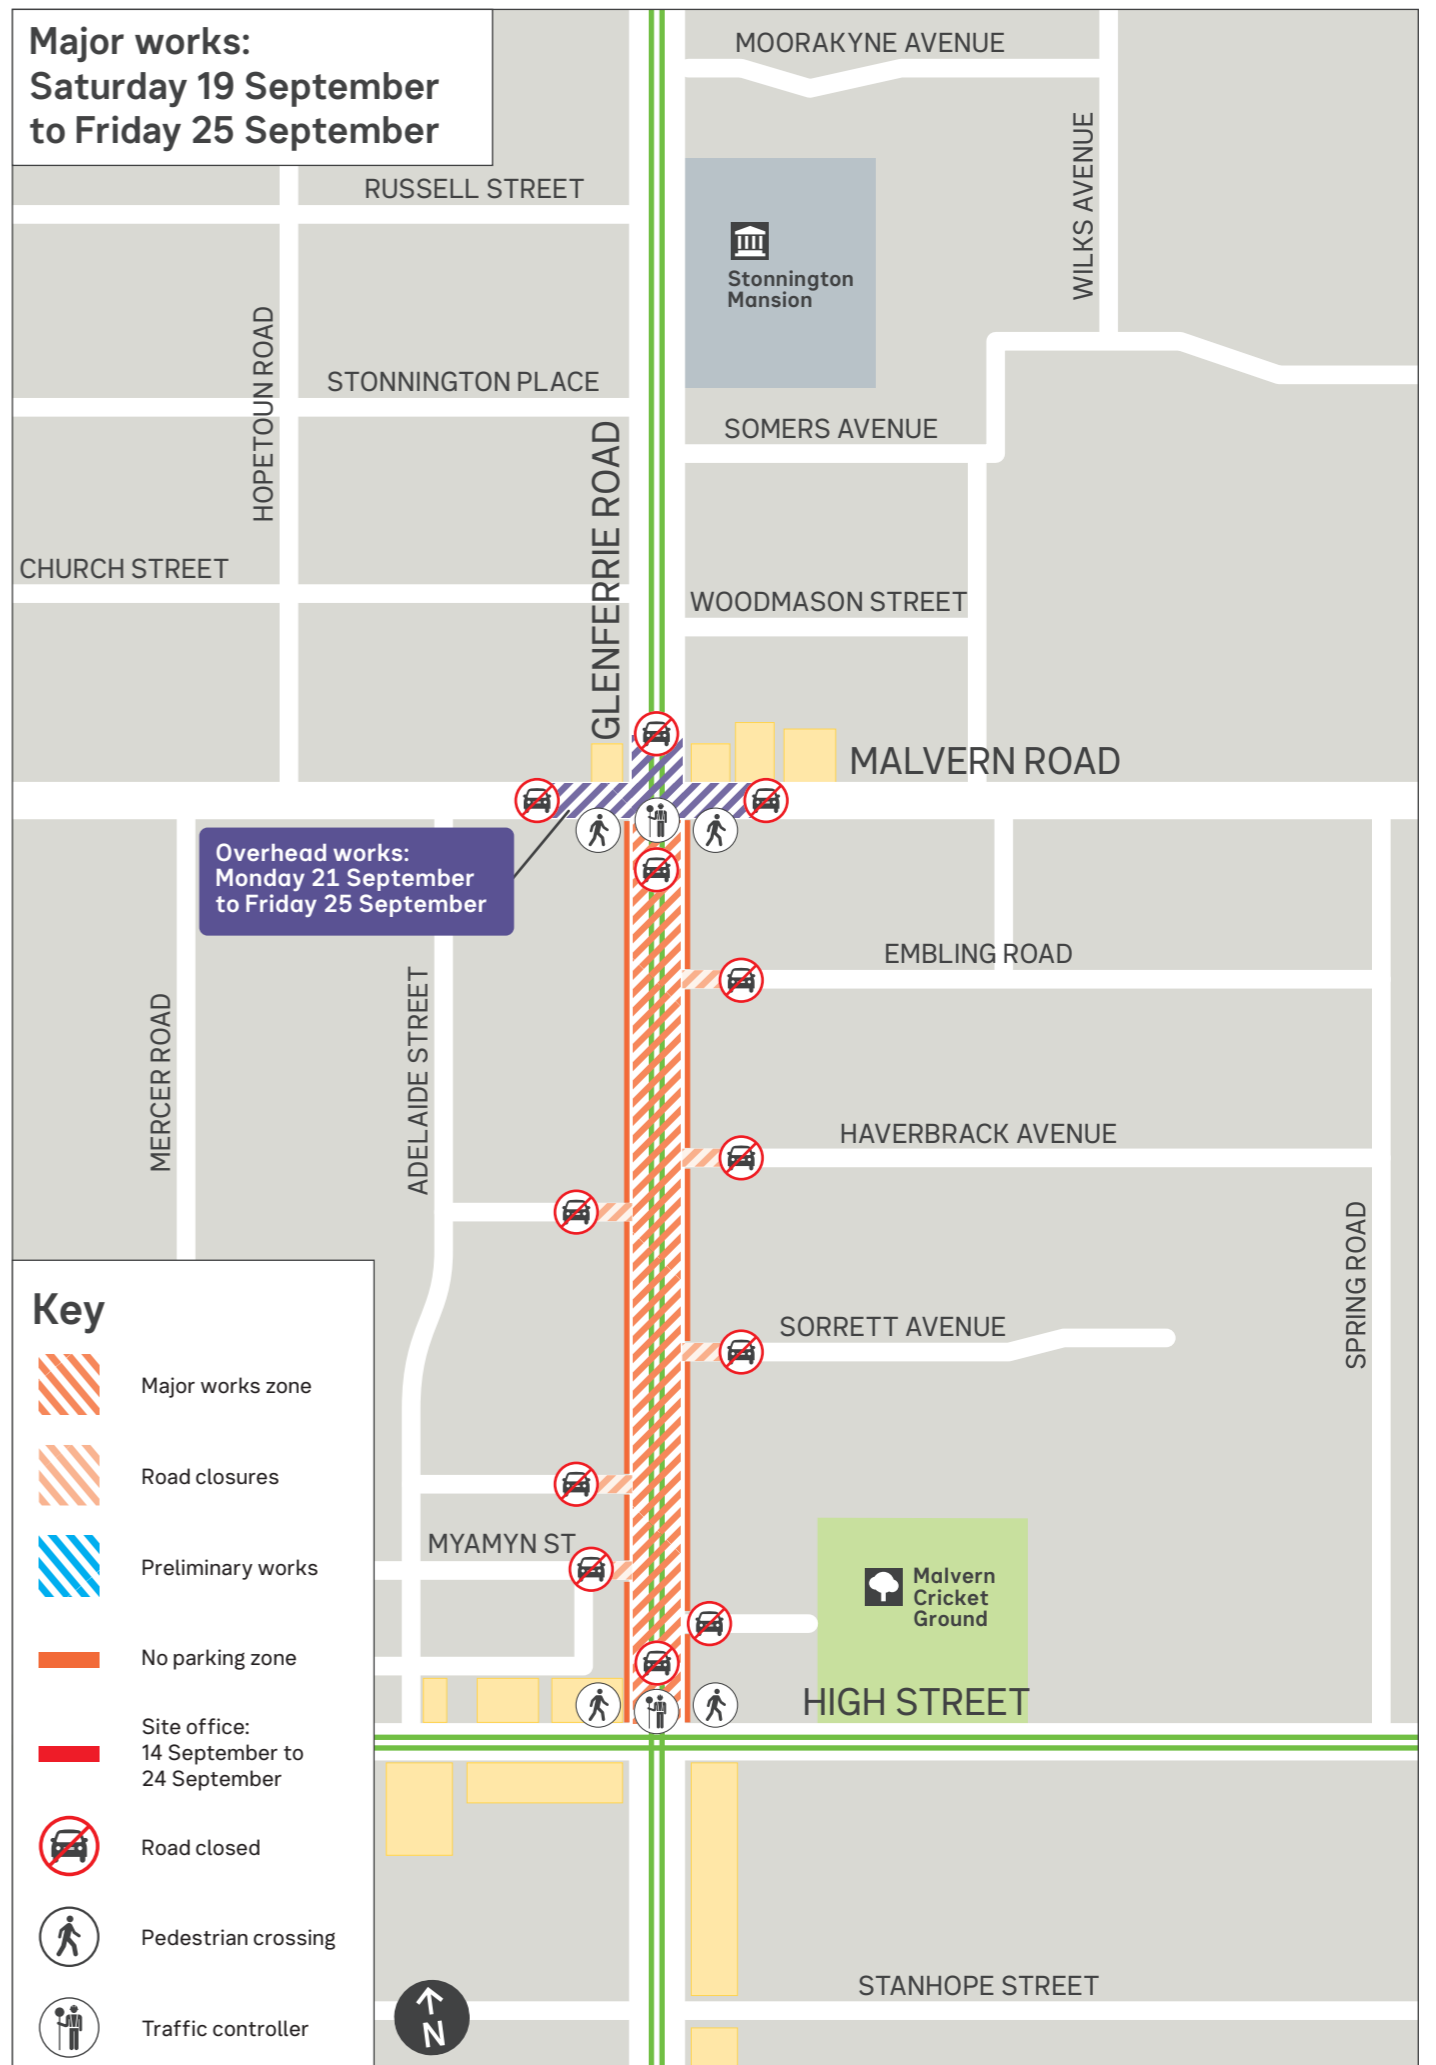 Major works:
Saturday 19 September
to Friday 25 September
MOORAKYNE AVENUE
WILKS AVENUE
RUSSELL STREET
Stonnington
Mansion
HOPETOUN ROAD
STONNINGTON PLACE
GLENFERRIE ROAD
SOMERS AVENUE
CHURCH STREET
WOODMASON STREET
MALVERN ROAD
Overhead works:
Monday 21 September
to Friday 25 September
EMBLING ROAD
MERCER ROAD
ADELAIDE STREET
HAVERBRACK AVENUE
SPRING ROAD
SORRETT AVENUE
MYAMYN ST
Malvern
Cricket
Ground
HIGH STREET
STANHOPE STREET
Key
Major works zone
Road closures
Preliminary works
No parking zone
Site office:
14 September to
24 September
Road closed
Pedestrian crossing
Traffic controller
N